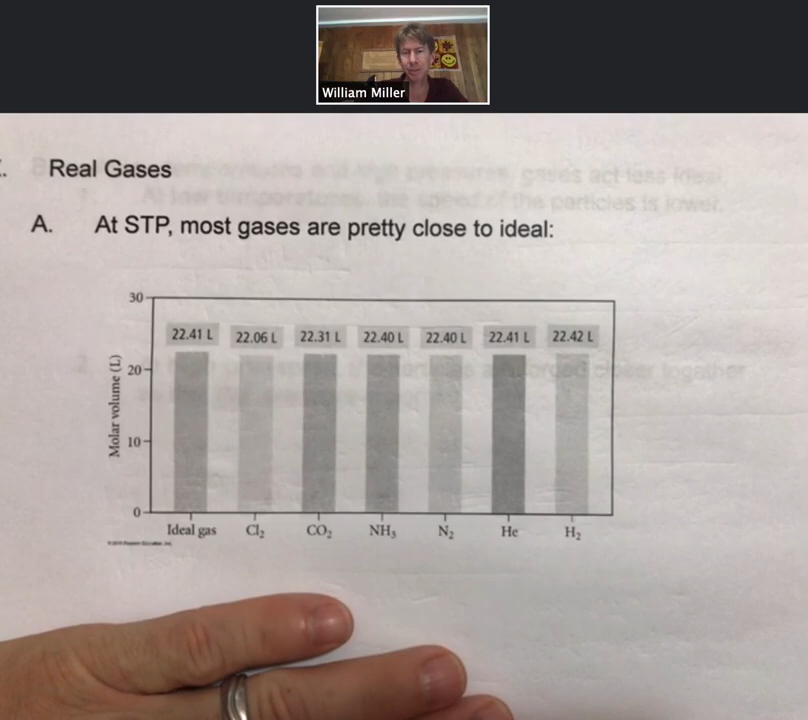 William Miller
Real Gases
A. At STP, most gases are pretty close to ideal:
30
22.41 L 22.06 L 22.31 L 22.40 L 22.40 L 22.41 L 22.42 L
20
Molar volume (L)
10
0
Ideal gas Cl₂ CO₂ NH₃ N₂ He H₂